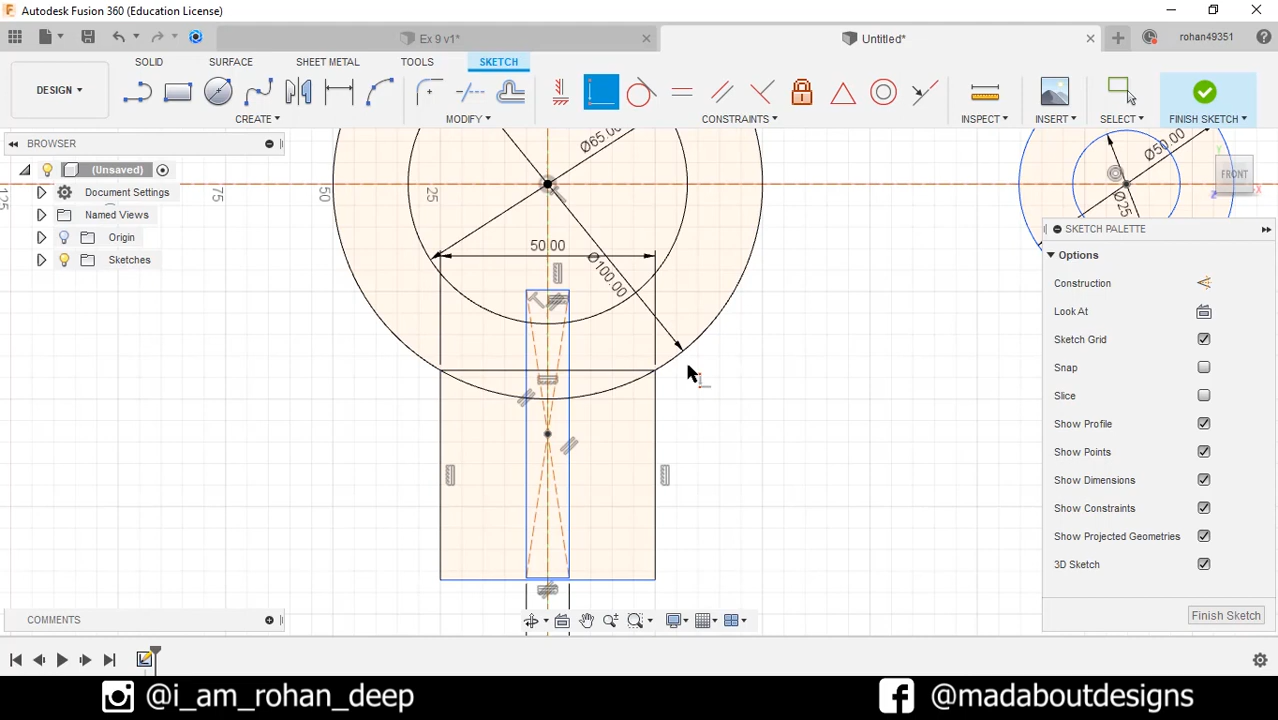 Autodesk Fusion 360 (Education License)
Ex 9 v1*
Untitled*
rohan49351
SOLID SURFACE SHEET METAL TOOLS SKETCH
DESIGN
CREATE MODIFY CONSTRAINTS INSPECT INSERT SELECT FINISH SKETCH
BROWSER
(Unsaved)
Document Settings
Named Views
Origin
Sketches
125 75 50 25
Ø65.00
50.00
Ø100.00
Ø50.00
Ø25
FRONT
SKETCH PALETTE
Options
Construction
Look At
Sketch Grid
Snap
Slice
Show Profile
Show Points
Show Dimensions
Show Constraints
Show Projected Geometries
3D Sketch
Finish Sketch
COMMENTS
@i_am_rohan_deep @madaboutdesigns